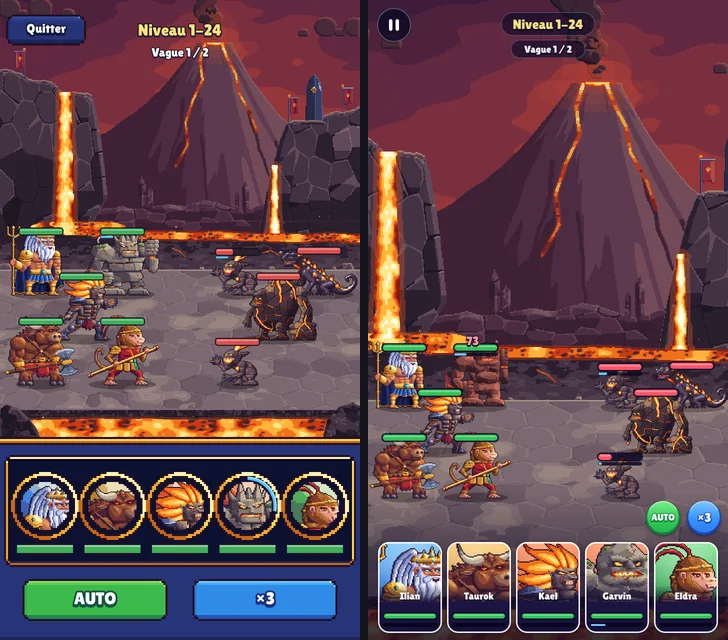 Quitter
Niveau 1-24
Vague 1/2
AUTO
×3
Niveau 1-24
Vague 1/2
73
AUTO
×3
Ilian
Taurok
Kael
Garvin
Eldra